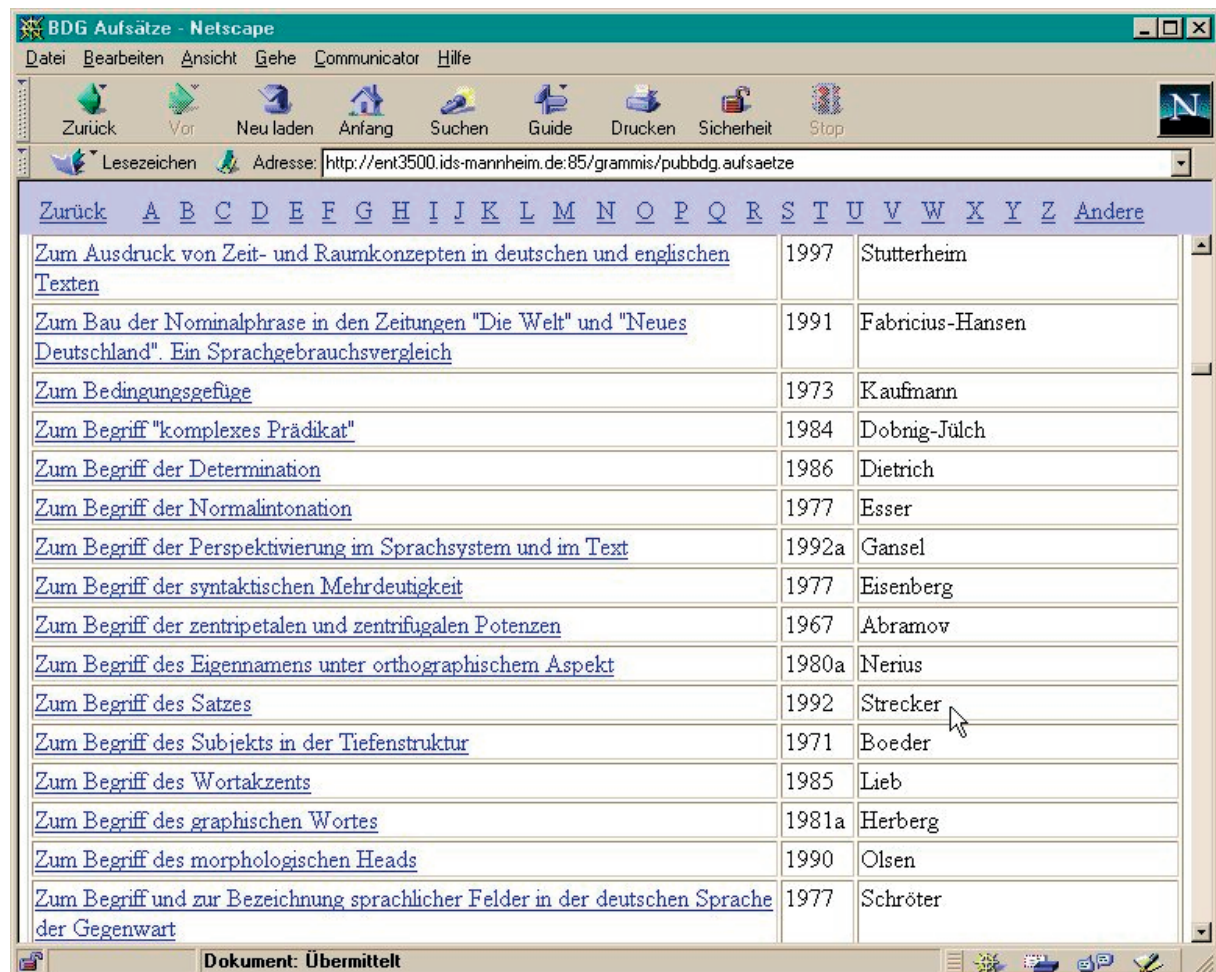 BDG Aufsätze - Netscape
Datei Bearbeiten Ansicht Gehe Communicator Hilfe
Zurück Vor Neu laden Anfang Suchen Guide Drucken Sicherheit Stop
N
Lesezeichen Adresse: http://ent3500.ids-mannheim.de:85/grammis/pubbdg.aufsaetze
Zurück A B C D E F G H I J K L M N O P Q R S T U V W X Y Z Andere
Zum Ausdruck von Zeit- und Raumkonzepten in deutschen und englischen 1997 Stutterheim
Texten
Zum Bau der Nominalphrase in den Zeitungen "Die Welt" und "Neues 1991 Fabricius-Hansen
Deutschland". Ein Sprachgebrauchsvergleich
Zum Bedingungsgefüge 1973 Kaufmann
Zum Begriff "komplexes Prädikat" 1984 Dobnig-Jülch
Zum Begriff der Determination 1986 Dietrich
Zum Begriff der Normalintonation 1977 Esser
Zum Begriff der Perspektivierung im Sprachsystem und im Text 1992a Gansel
Zum Begriff der syntaktischen Mehrdeutigkeit 1977 Eisenberg
Zum Begriff der zentripetalen und zentrifugalen Potenzen 1967 Abramov
Zum Begriff des Eigennamens unter orthographischem Aspekt 1980a Nerius
Zum Begriff des Satzes 1992 Strecker
Zum Begriff des Subjekts in der Tiefenstruktur 1971 Boeder
Zum Begriff des Wortakzents 1985 Lieb
Zum Begriff des graphischen Wortes 1981a Herberg
Zum Begriff des morphologischen Heads 1990 Olsen
Zum Begriff und zur Bezeichnung sprachlicher Felder in der deutschen Sprache 1977 Schröter
der Gegenwart
Dokument: Übermittelt